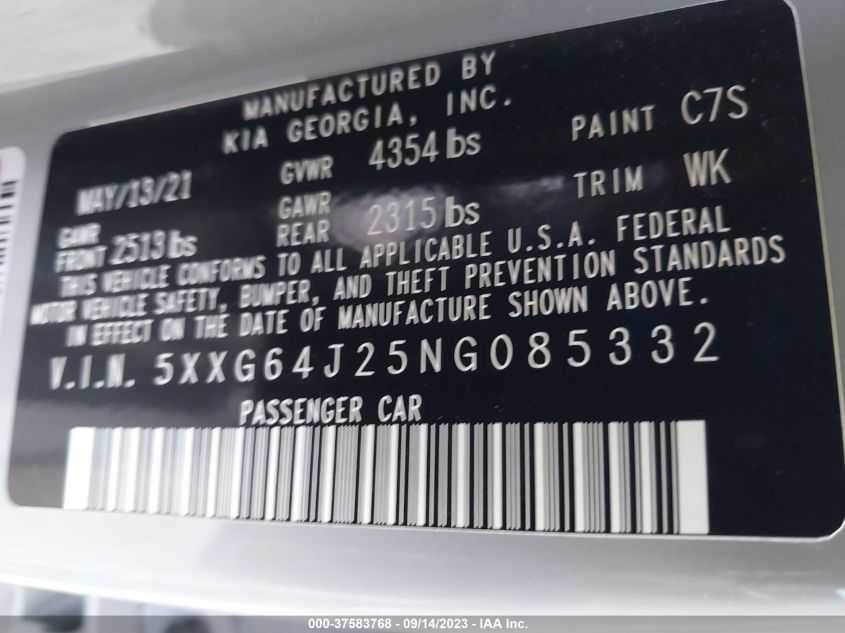 MANUFACTURED BY
KIA GEORGIA, INC.
MAY/13/21 GVWR 4354 lbs PAINT C7S
GAWR FRONT 2513 lbs GAWR REAR 2315 lbs TRIM WK
THIS VEHICLE CONFORMS TO ALL APPLICABLE U.S.A. FEDERAL
MOTOR VEHICLE SAFETY, BUMPER, AND THEFT PREVENTION STANDARDS
IN EFFECT ON THE DATE OF MANUFACTURE SHOWN ABOVE.
V.I.N. 5XXG64J25NG085332
PASSENGER CAR
000-37583768 - 09/14/2023 - IAA Inc.